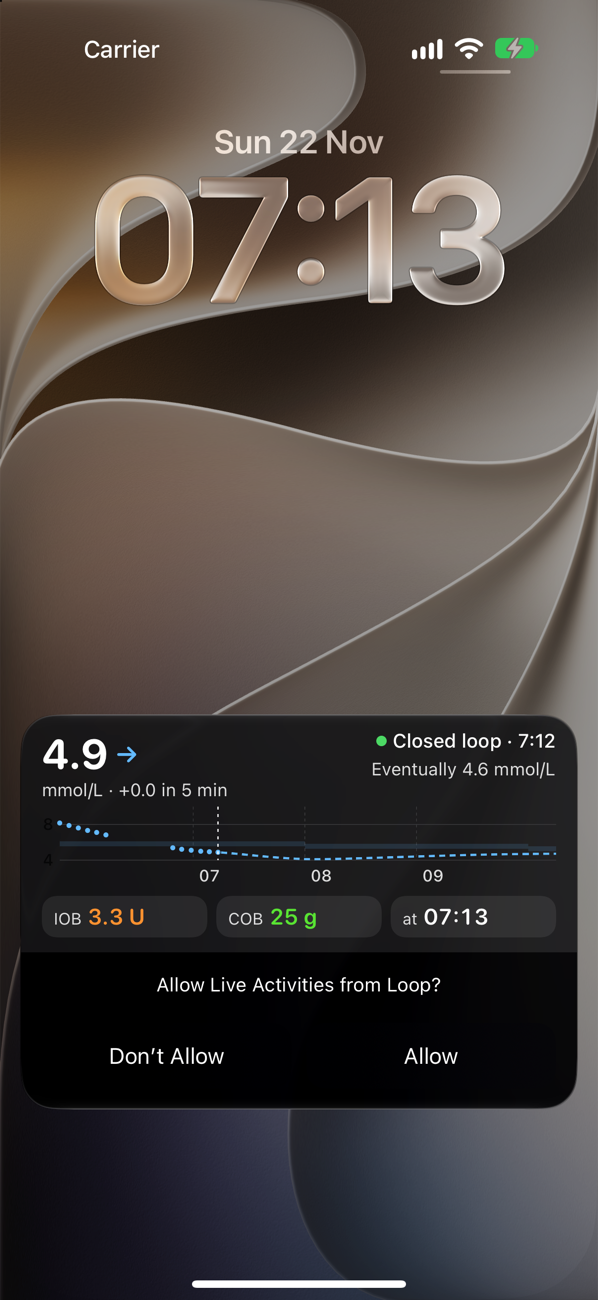 Carrier
Sun 22 Nov
07:13
4.9 →
Closed loop · 7:12
Eventually 4.6 mmol/L
mmol/L · +0.0 in 5 min
8
4
07 08 09
IOB 3.3 U
COB 25 g
at 07:13
Allow Live Activities from Loop?
Don’t Allow
Allow